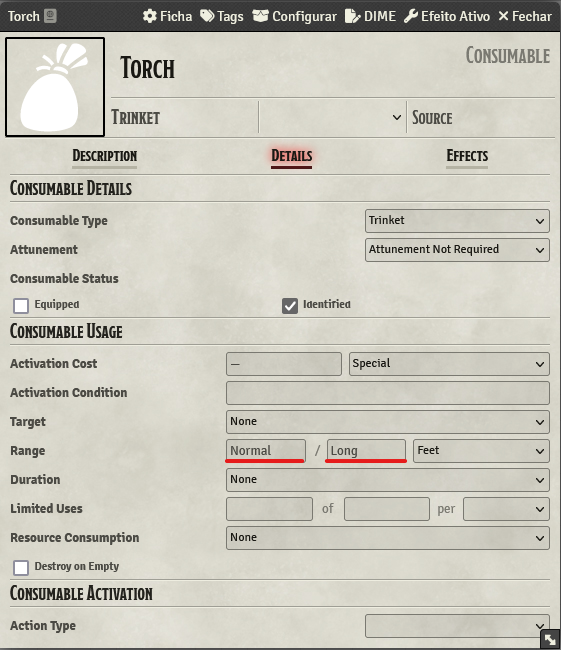 Torch Ficha Tags Configurar DIME Efeito Ativo Fechar
Torch Consumable
Trinket Source
Description Details Effects
Consumable Details
Consumable Type Trinket
Attunement Attunement Not Required
Consumable Status
Equipped Identified
Consumable Usage
Activation Cost — Special
Activation Condition
Target None
Range Normal / Long Feet
Duration None
Limited Uses of per
Resource Consumption None
Destroy on Empty
Consumable Activation
Action Type